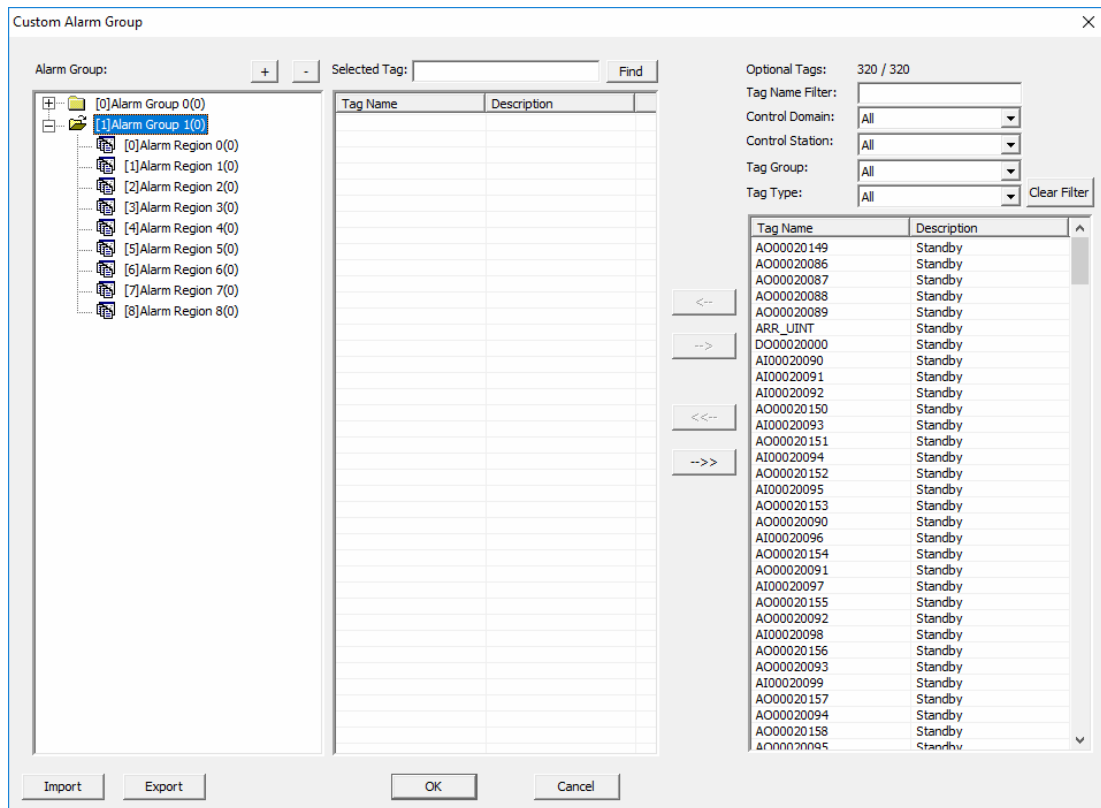 Custom Alarm Group
Alarm Group:
+
-
[0]Alarm Group 0(0)
[1]Alarm Group 1(0)
[0]Alarm Region 0(0)
[1]Alarm Region 1(0)
[2]Alarm Region 2(0)
[3]Alarm Region 3(0)
[4]Alarm Region 4(0)
[5]Alarm Region 5(0)
[6]Alarm Region 6(0)
[7]Alarm Region 7(0)
[8]Alarm Region 8(0)
Selected Tag:
Find
Tag Name Description
<--
-->
<<--
-->>
Optional Tags: 320 / 320
Tag Name Filter:
Control Domain: All
Control Station: All
Tag Group: All
Tag Type: All
Clear Filter
Tag Name Description
AO00020149 Standby
AO00020086 Standby
AO00020087 Standby
AO00020088 Standby
AO00020089 Standby
ARR_UINT Standby
DO00020000 Standby
AI00020090 Standby
AI00020091 Standby
AI00020092 Standby
AO00020150 Standby
AI00020093 Standby
AO00020151 Standby
AI00020094 Standby
AO00020152 Standby
AI00020095 Standby
AO00020153 Standby
AO00020090 Standby
AI00020096 Standby
AO00020154 Standby
AO00020091 Standby
AI00020097 Standby
AO00020155 Standby
AO00020092 Standby
AI00020098 Standby
AO00020156 Standby
AO00020093 Standby
AI00020099 Standby
AO00020157 Standby
AO00020094 Standby
AO00020158 Standby
AO00020095 Standby
Import
Export
OK
Cancel